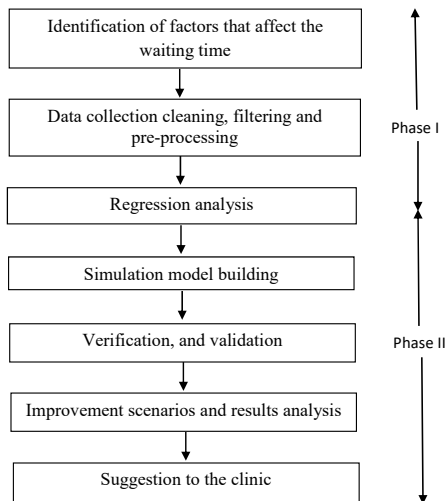 Identification of factors that affect the
waiting time
Data collection cleaning, filtering and
pre-processing
Phase I
Regression analysis
Simulation model building
Verification, and validation
Phase II
Improvement scenarios and results analysis
Suggestion to the clinic